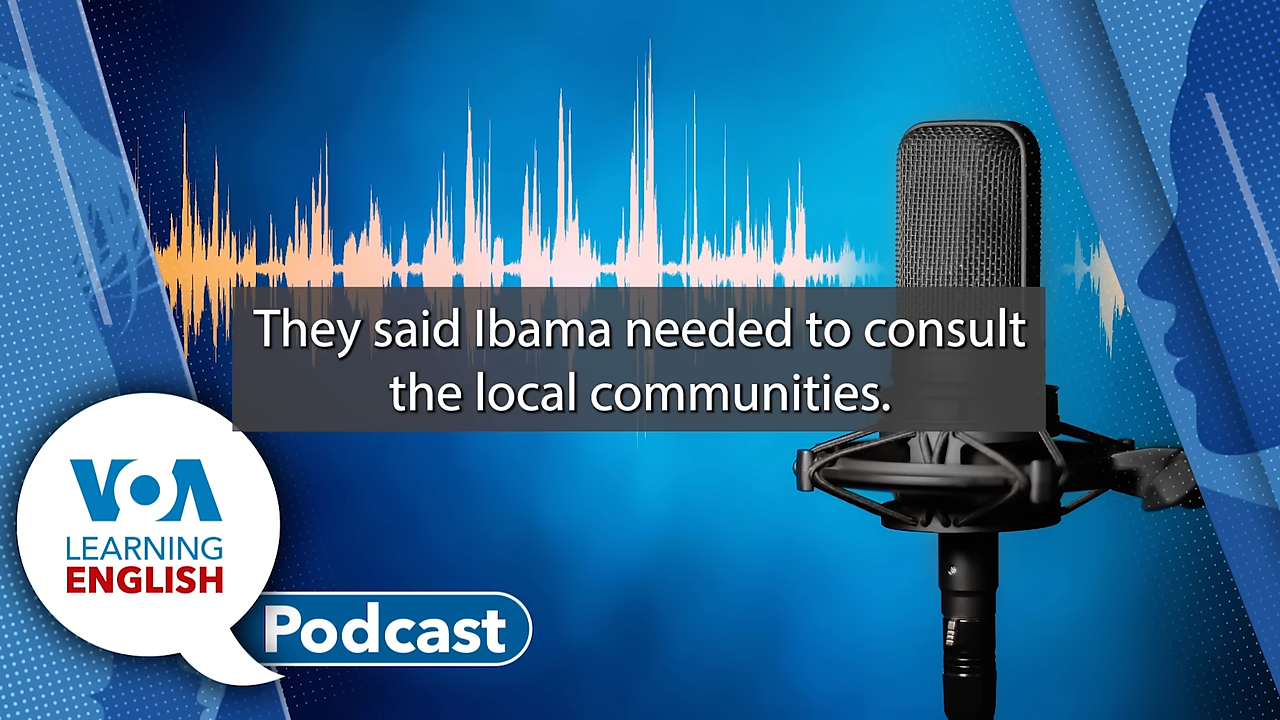 They said Ibama needed to consult
the local communities.
VOA
LEARNING
ENGLISH
Podcast